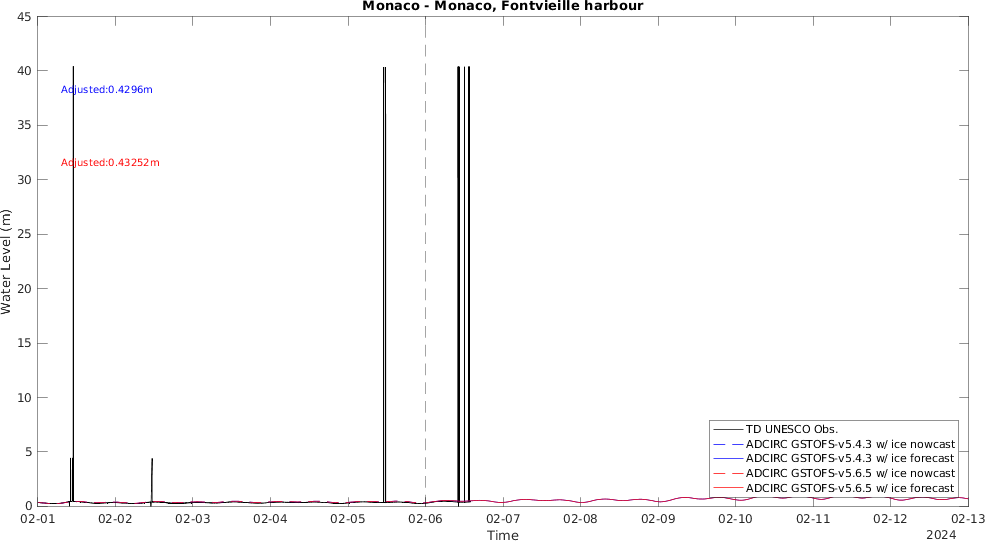 Monaco - Monaco, Fontvieille harbour
45
40
35
30
25
20
15
10
5
0
Water Level (m)
Adjusted:0.4296m
Adjusted:0.43252m
TD UNESCO Obs.
ADCIRC GSTOFS-v5.4.3 w/ ice nowcast
ADCIRC GSTOFS-v5.4.3 w/ ice forecast
ADCIRC GSTOFS-v5.6.5 w/ ice nowcast
ADCIRC GSTOFS-v5.6.5 w/ ice forecast
02-01 02-02 02-03 02-04 02-05 02-06 02-07 02-08 02-09 02-10 02-11 02-12 02-13
Time
2024